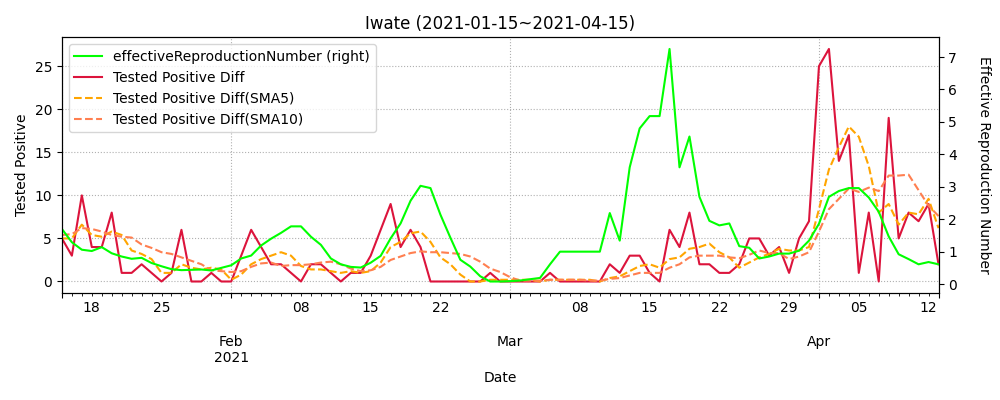 Iwate (2021-01-15~2021-04-15)
effectiveReproductionNumber (right)
Tested Positive Diff
Tested Positive Diff(SMA5)
Tested Positive Diff(SMA10)
Tested Positive
25
20
15
10
5
0
7
6
5
4
3
2
1
0
Effective Reproduction Number
18 25 08 15 22 08 15 22 29 05 12
Feb Mar Apr
2021
Date